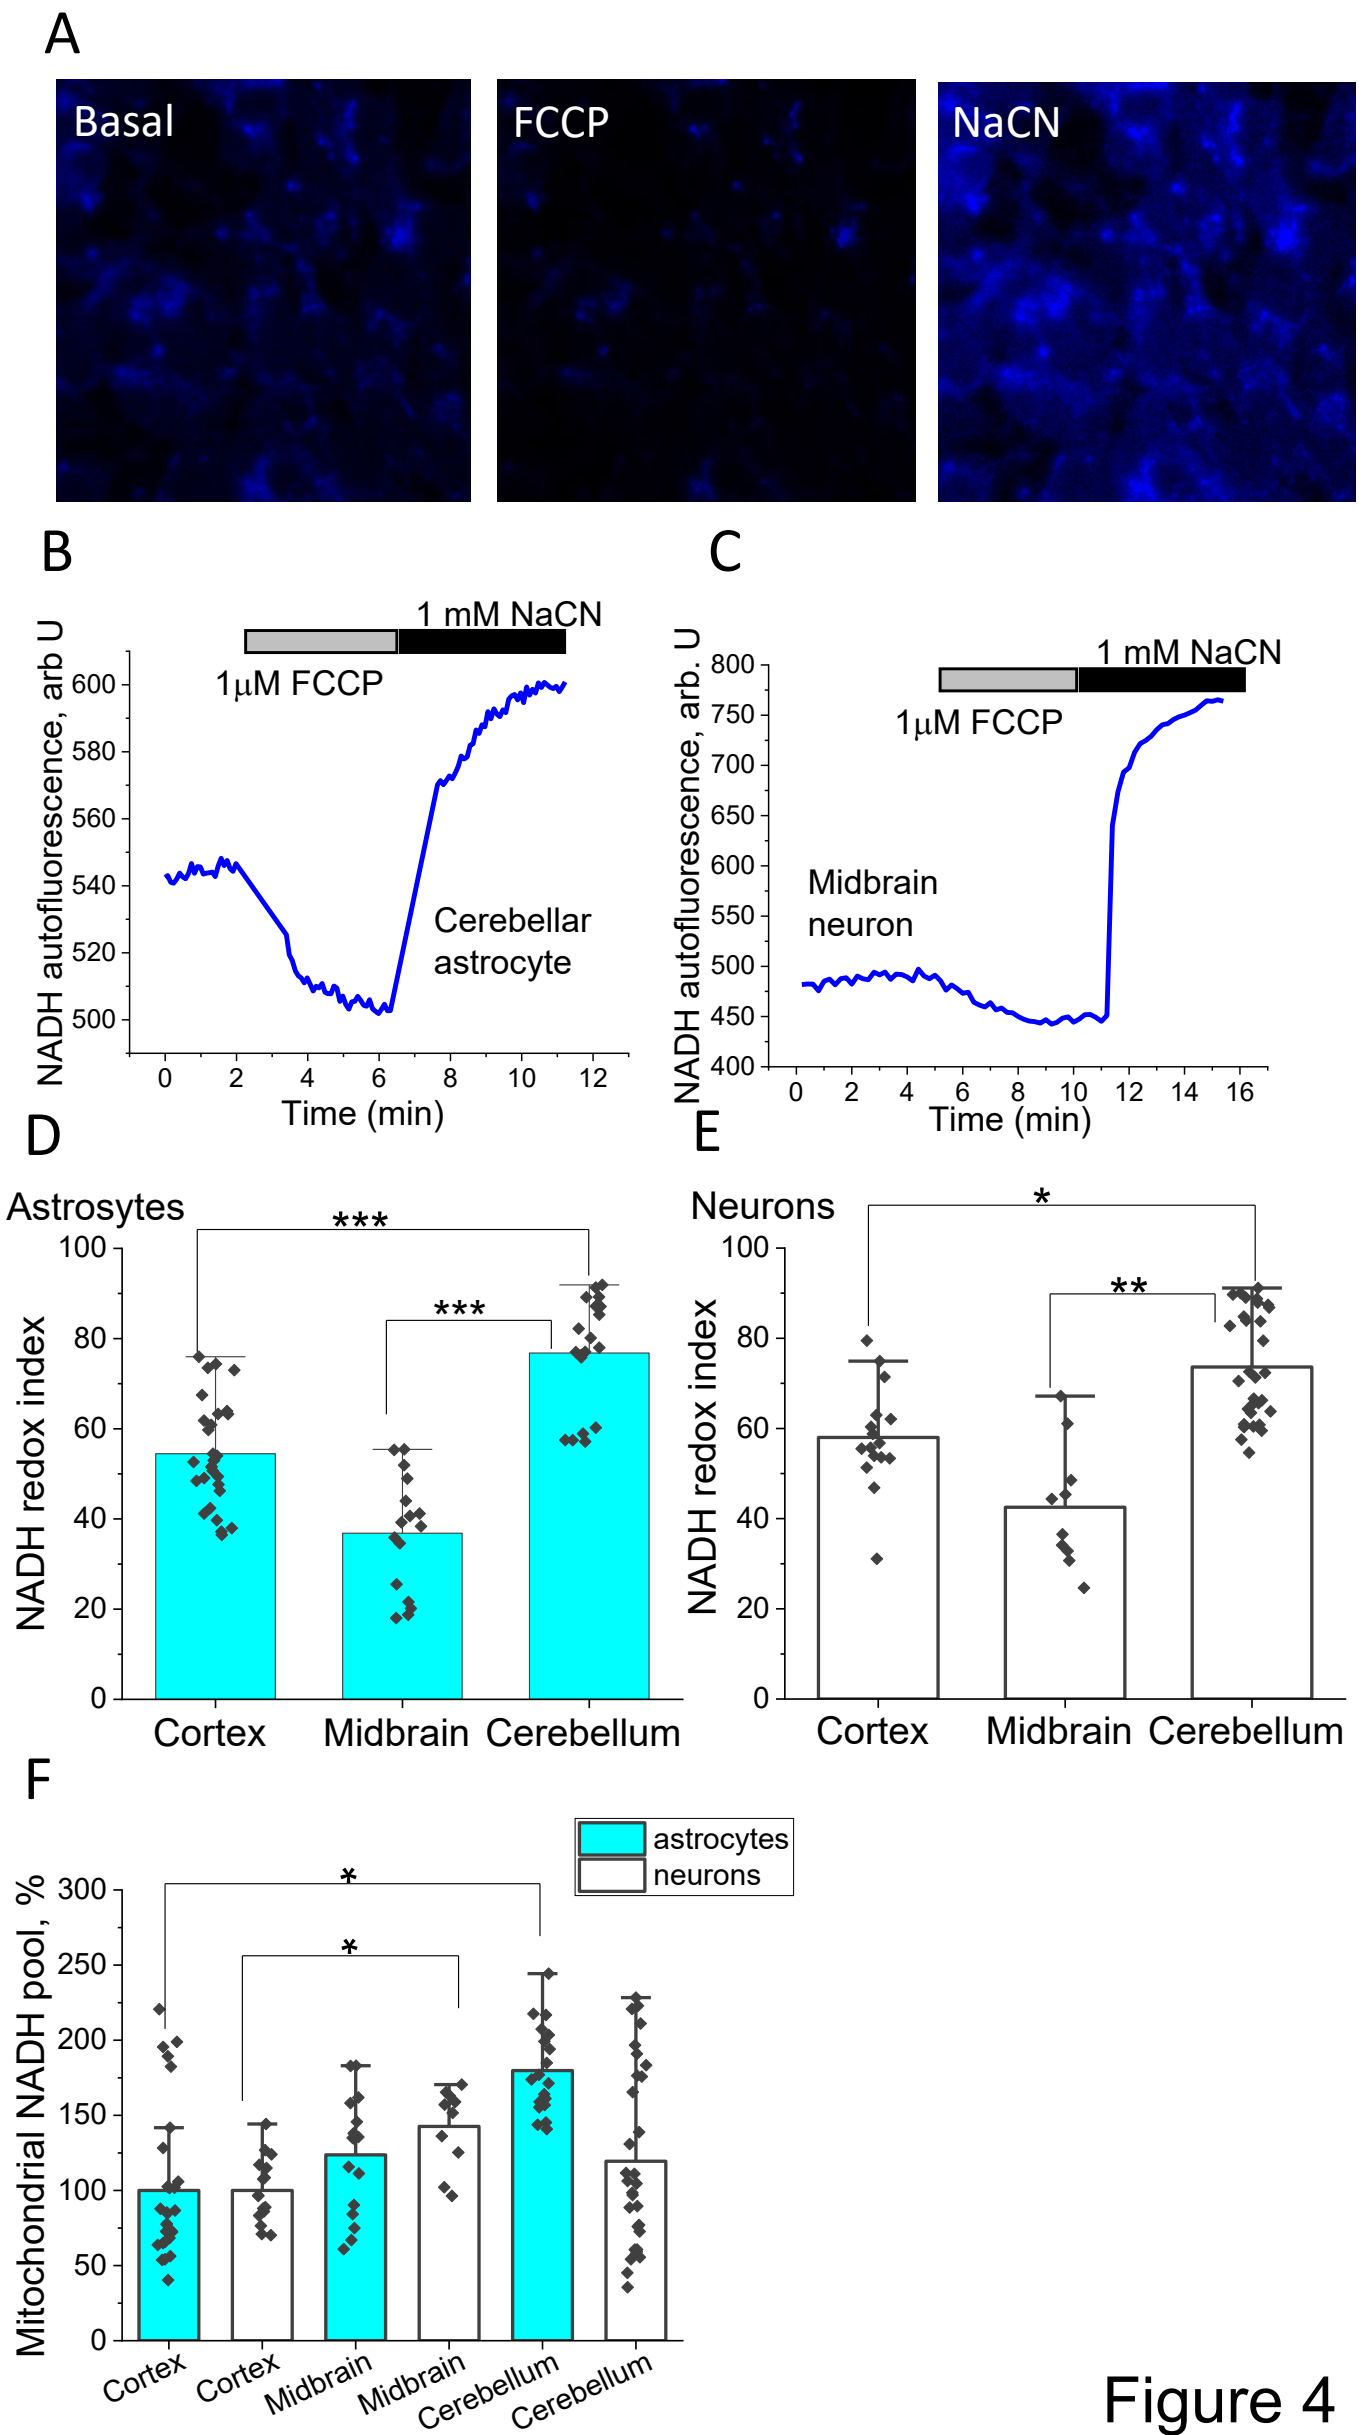 A
Basal
FCCP
NaCN
B
C
1 mM NaCN
1μM FCCP
NADH autofluorescence, arb U
600
580
560
540
520
500
Cerebellar
astrocyte
0 2 4 6 8 10 12
Time (min)
1 mM NaCN
1μM FCCP
NADH autofluorescence, arb. U
800
750
700
650
600
550
500
450
400
Midbrain
neuron
0 2 4 6 8 10 12 14 16
Time (min)
D
E
Astrosytes
***
***
NADH redox index
100
80
60
40
20
0
Cortex Midbrain Cerebellum
Neurons
*
**
NADH redox index
100
80
60
40
20
0
Cortex Midbrain Cerebellum
F
astrocytes
neurons
*
*
Mitochondrial NADH pool, %
300
250
200
150
100
50
0
Cortex
Cortex
Midbrain
Midbrain
Cerebellum
Cerebellum
Figure 4